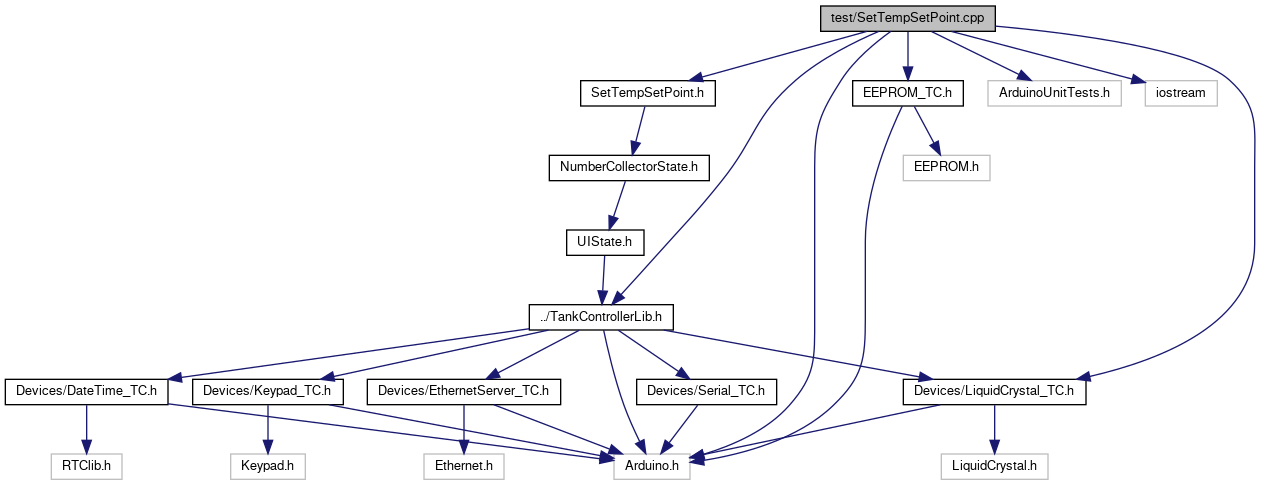 test/SetTempSetPoint.cpp
SetTempSetPoint.h
EEPROM_TC.h
ArduinoUnitTests.h
iostream
NumberCollectorState.h
EEPROM.h
UIState.h
../TankControllerLib.h
Devices/DateTime_TC.h
Devices/Keypad_TC.h
Devices/EthernetServer_TC.h
Devices/Serial_TC.h
Devices/LiquidCrystal_TC.h
RTClib.h
Keypad.h
Ethernet.h
Arduino.h
LiquidCrystal.h